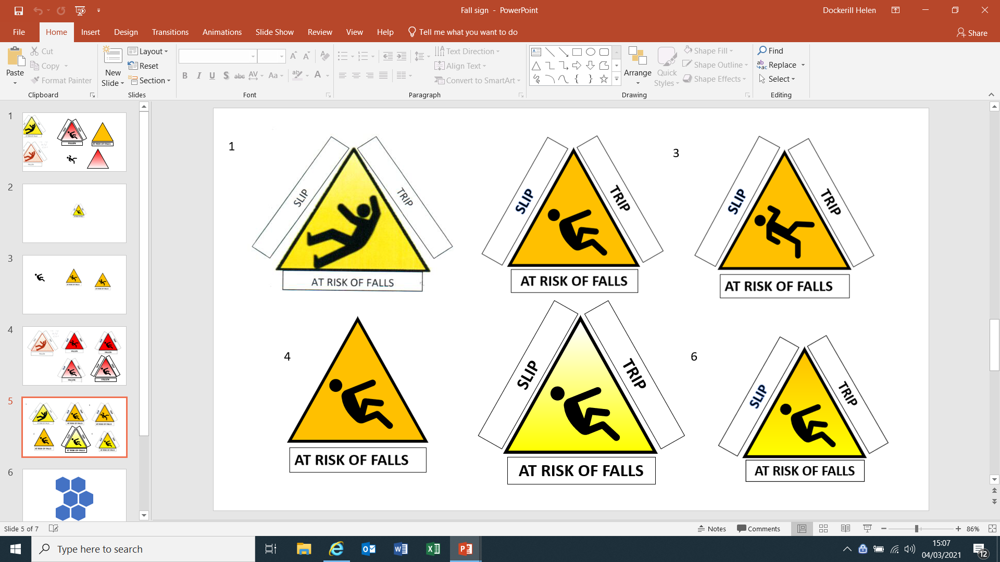 Fall sign - PowerPoint
Dockerill Helen
File Home Insert Design Transitions Animations Slide Show Review View Help Tell me what you want to do
Share
Paste
Cut
Copy
Format Painter
Clipboard
New Slide
Layout
Reset
Section
Slides
Font
Text Direction
Align Text
Convert to SmartArt
Paragraph
Arrange
Quick Styles
Shape Fill
Shape Outline
Shape Effects
Drawing
Find
Replace
Select
Editing
1
2
3
4
5
6
1
SLIP
TRIP
AT RISK OF FALLS
SLIP
TRIP
AT RISK OF FALLS
3
SLIP
TRIP
AT RISK OF FALLS
4
AT RISK OF FALLS
SLIP
TRIP
AT RISK OF FALLS
6
SLIP
TRIP
AT RISK OF FALLS
Slide 5 of 7
Notes
Comments
86%
Type here to search
15:07
04/03/2021
12